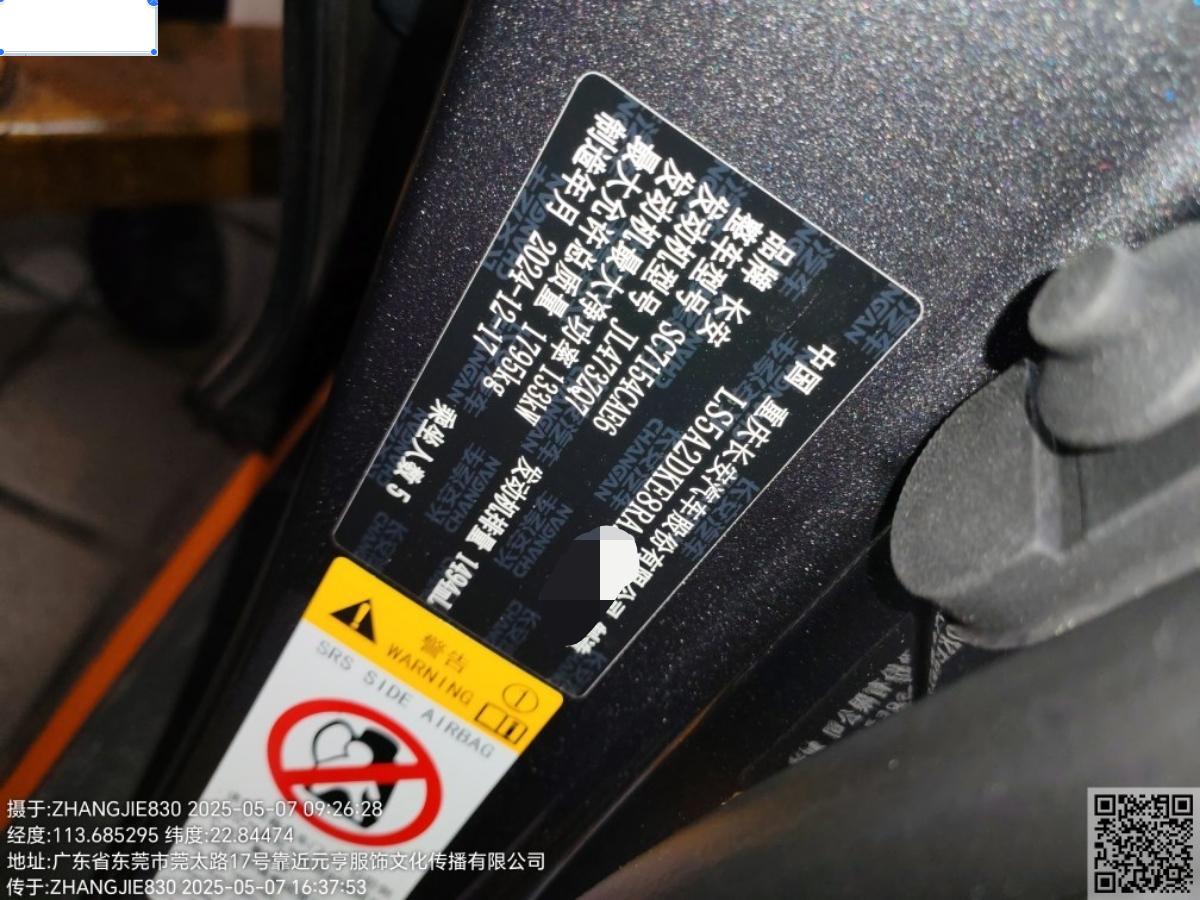 中国 重庆长安汽车股份有限公司 制造
LS5A2DKE8RA
品牌 长安
整车型号 SC7154CAB6
发动机型号 JL473ZQ7
发动机最大净功率 133kW 发动机排量 1494mL
最大允许总质量 1795kg
制造年月 2024-12-17 乘坐人数 5
警告
WARNING
SRS SIDE AIRBAG
摄于:ZHANGJIE830 2025-05-07 09:26:28
经度:113.685295 纬度:22.84474
地址:广东省东莞市莞太路17号靠近元亨服饰文化传播有限公司
传于:ZHANGJIE830 2025-05-07 16:37:53